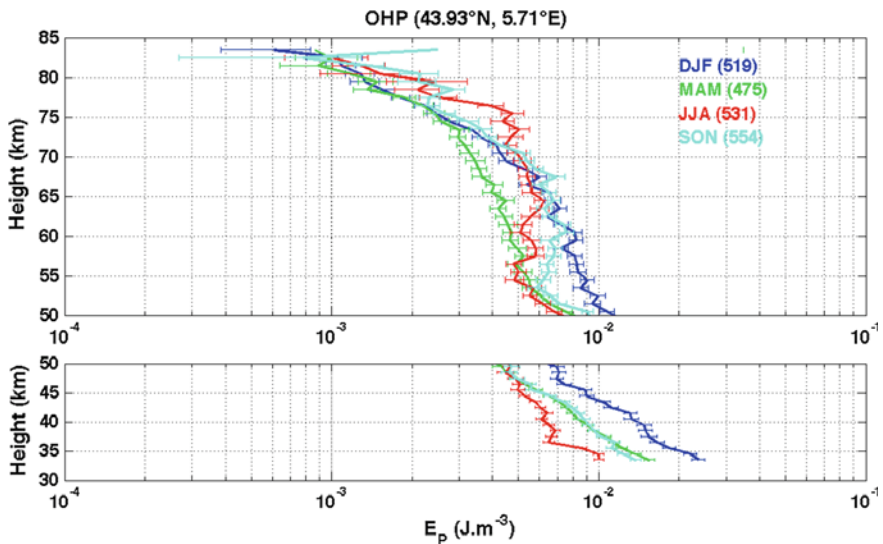 OHP (43.93°N, 5.71°E)
85
80
75
70
65
60
55
50
Height (km)
DJF (519)
MAM (475)
JJA (531)
SON (554)
10-4
10-3
10-2
10-1
50
45
40
35
30
Height (km)
10-4
10-3
10-2
10-1
Ep (J.m-3)